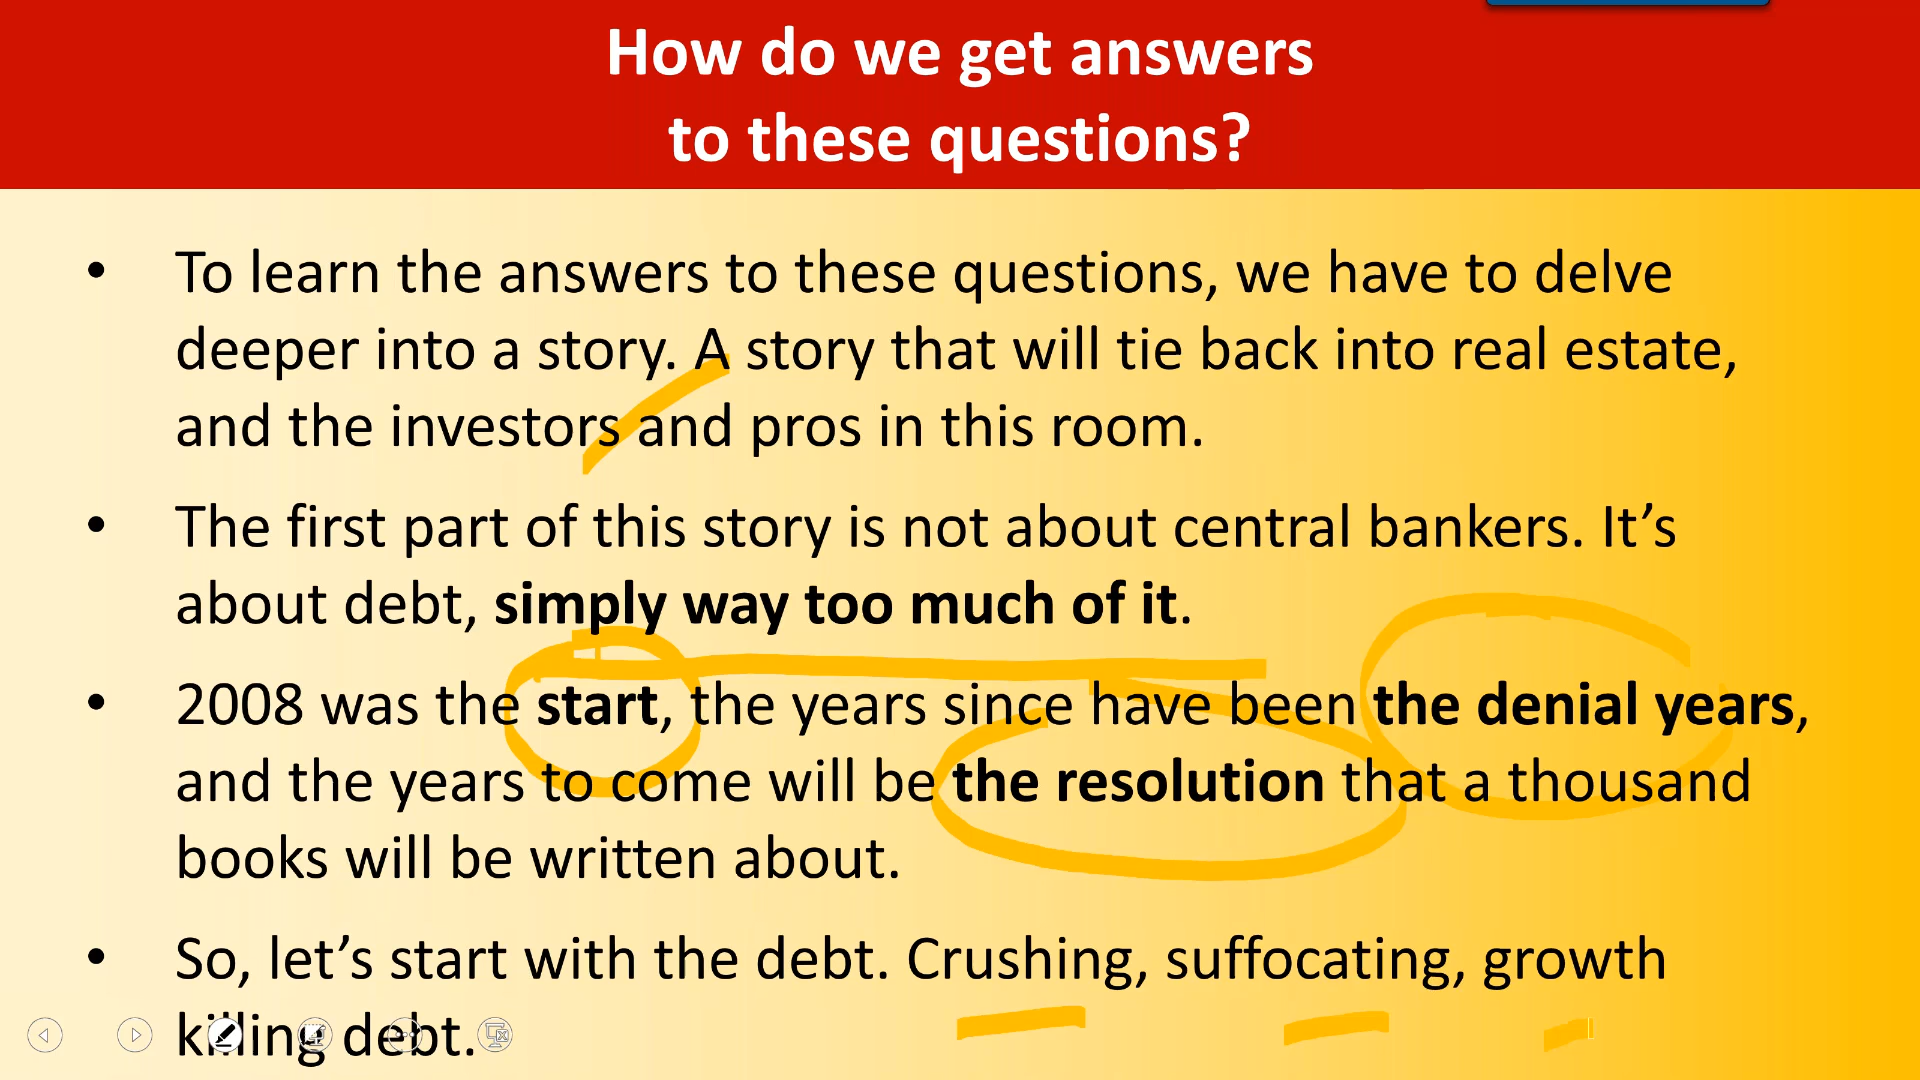 How do we get answers
to these questions?
• To learn the answers to these questions, we have to delve
deeper into a story. A story that will tie back into real estate,
and the investors and pros in this room.
• The first part of this story is not about central bankers. It’s
about debt, simply way too much of it.
• 2008 was the start, the years since have been the denial years,
and the years to come will be the resolution that a thousand
books will be written about.
• So, let’s start with the debt. Crushing, suffocating, growth
killing debt.